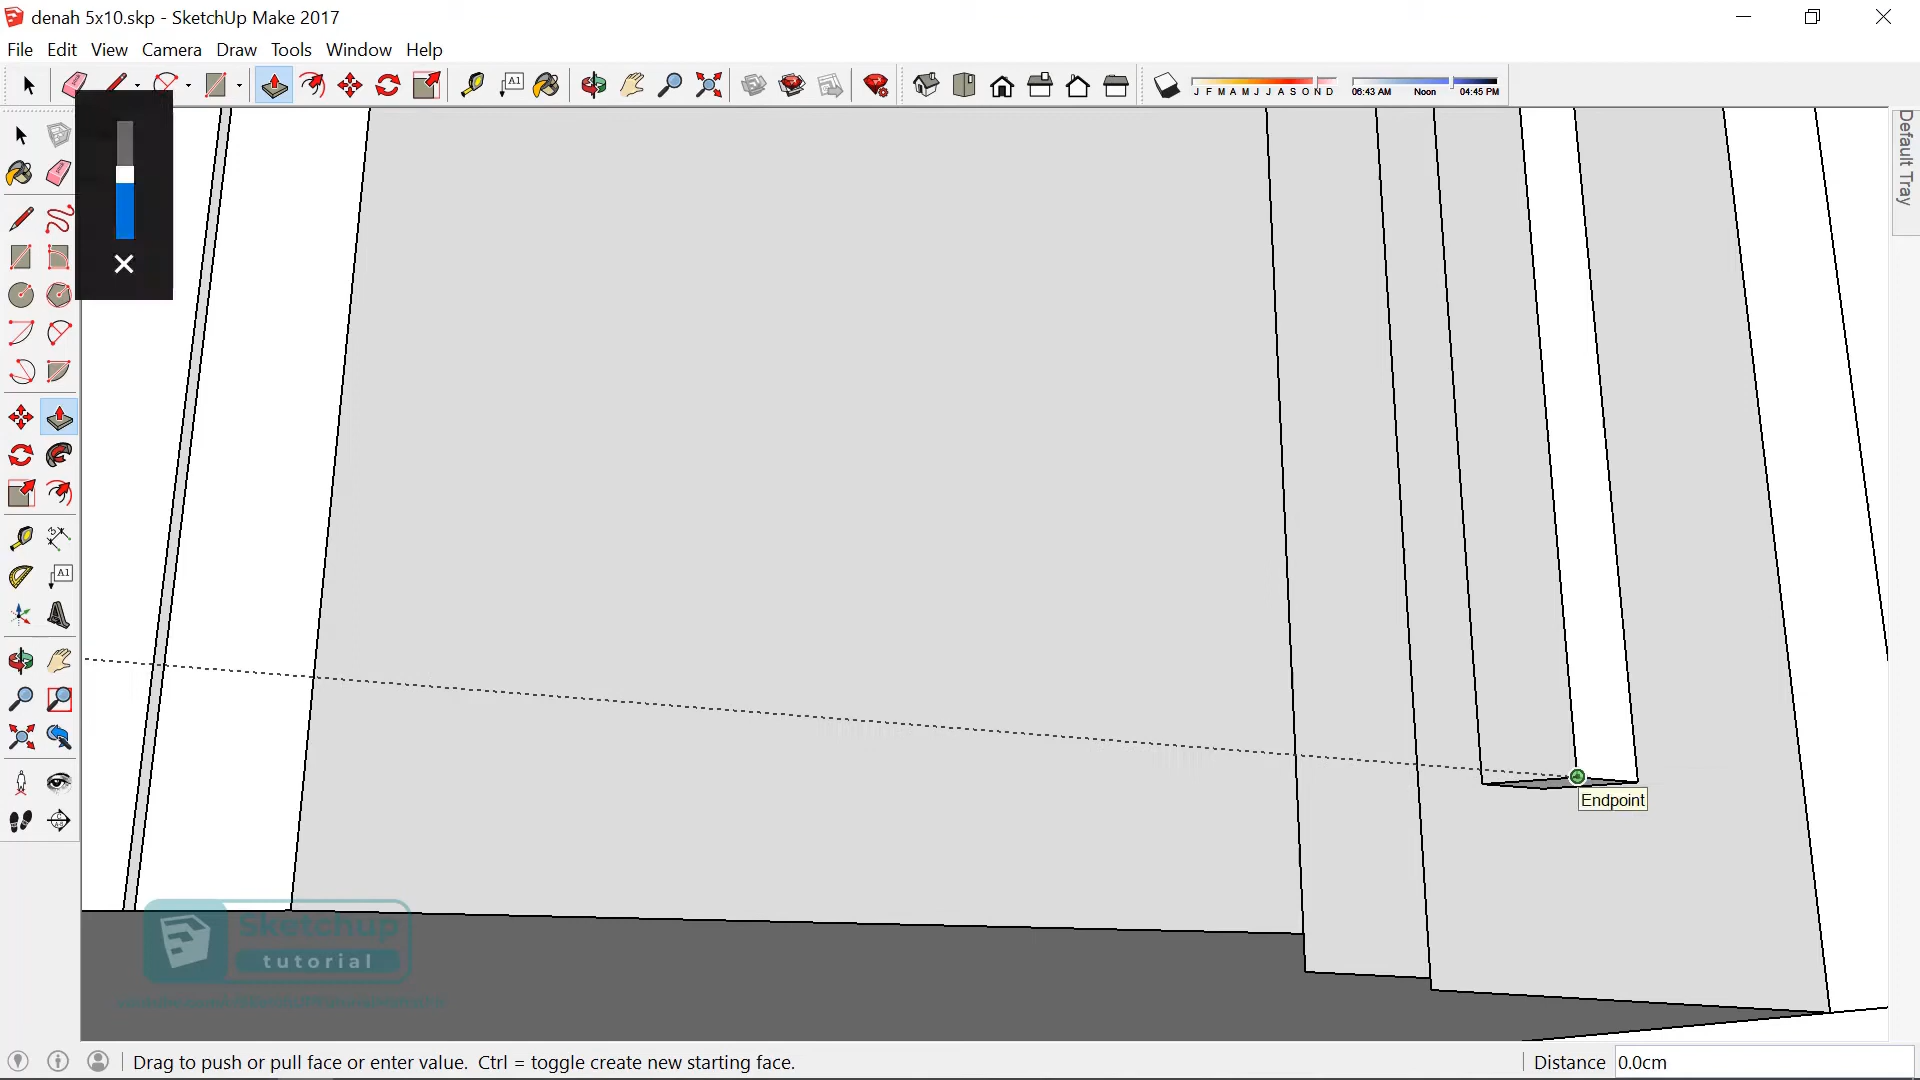 denah 5x10.skp - SketchUp Make 2017
File Edit View Camera Draw Tools Window Help
A1
J F M A M J J A S O N D
06:43 AM Noon 04:45 PM
Default Tray
A1
Endpoint
Sketchup
tutorial
Drag to push or pull face or enter value. Ctrl = toggle create new starting face.
Distance 0.0cm